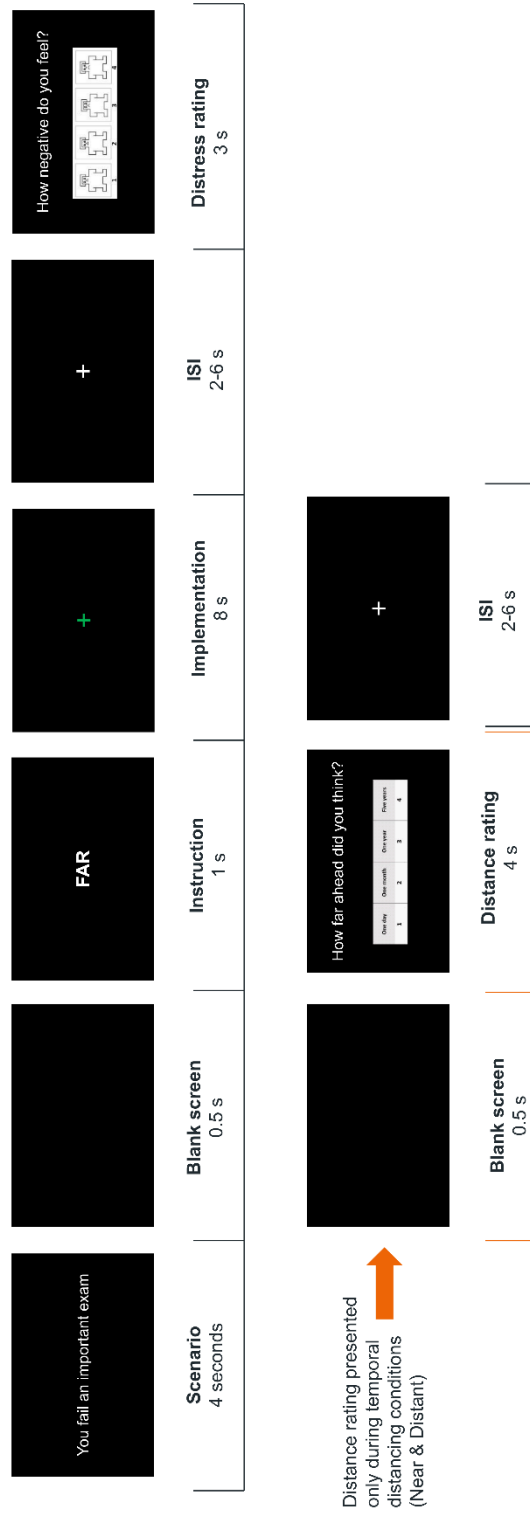 You fail an important exam
FAR
+
+
How negative do you feel?
1 2 3 4
Scenario
4 seconds
Blank screen
0.5 s
Instruction
1 s
Implementation
8 s
ISI
2-6 s
Distress rating
3 s
Distance rating presented
only during temporal
distancing conditions
(Near & Distant)
How far ahead did you think?
One day One month One year Five years
1 2 3 4
+
Blank screen
0.5 s
Distance rating
4 s
ISI
2-6 s